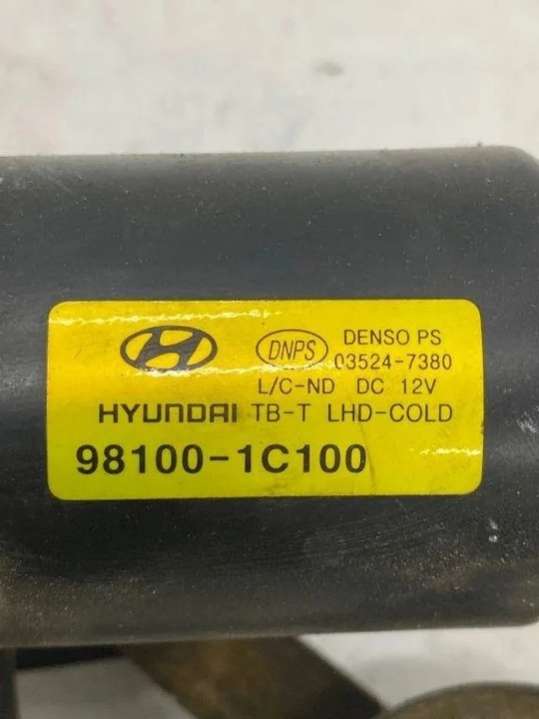 DNPS DENSO PS
03524-7380
L/C-ND DC 12V
HYUNDAI TB-T LHD-COLD
98100-1C100